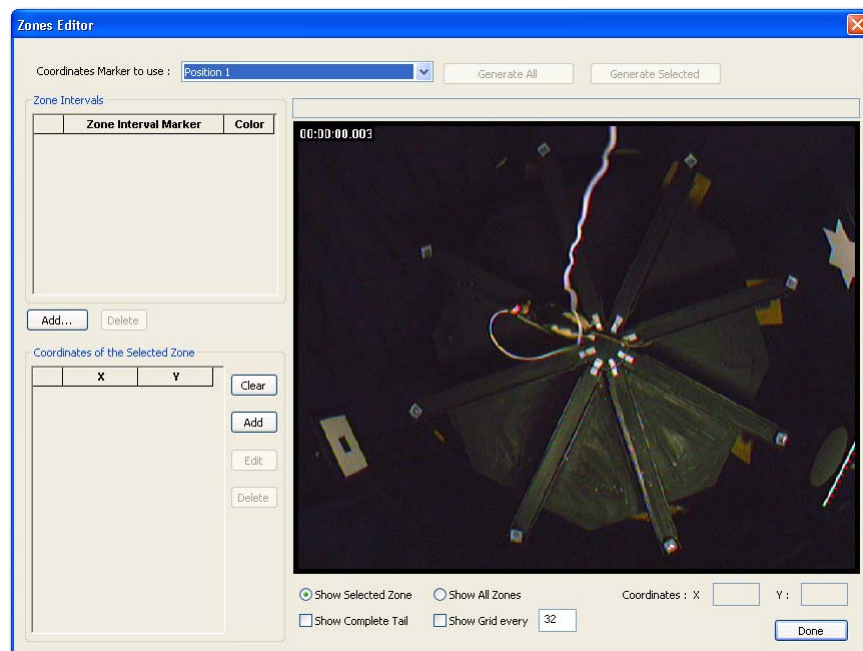 Zones Editor
Coordinates Marker to use : Position 1 Generate All Generate Selected
Zone Intervals
Zone Interval Marker Color
00:00:00.003
Add... Delete
Coordinates of the Selected Zone
X Y
Clear
Add
Edit
Delete
Show Selected Zone Show All Zones Coordinates : X Y :
Show Complete Tail Show Grid every 32
Done